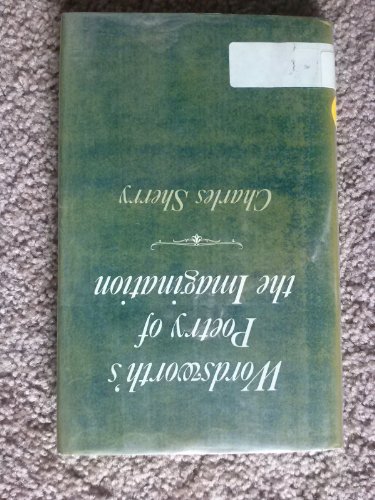 Wordsworth's
Poetry of
the Imagination
Charles Sherry